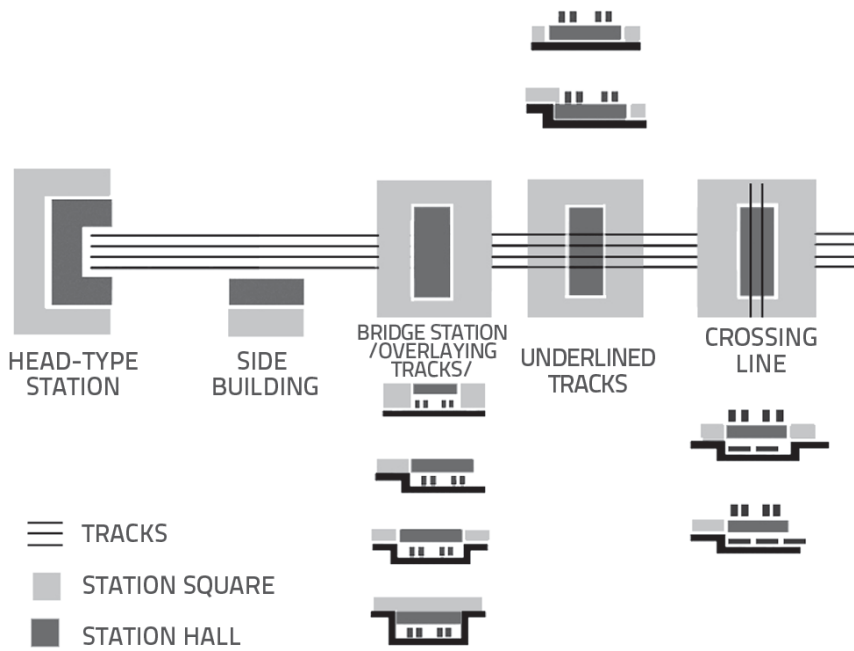 HEAD-TYPE
STATION
SIDE
BUILDING
BRIDGE STATION
/OVERLAYING
TRACKS/
UNDERLINED
TRACKS
CROSSING
LINE
TRACKS
STATION SQUARE
STATION HALL